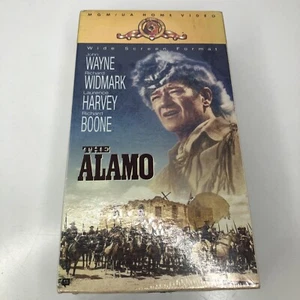 MGM/UA HOME VIDEO
Wide Screen Format
John
WAYNE
Richard
WIDMARK
Laurence
HARVEY
Richard
BOONE
THE
ALAMO